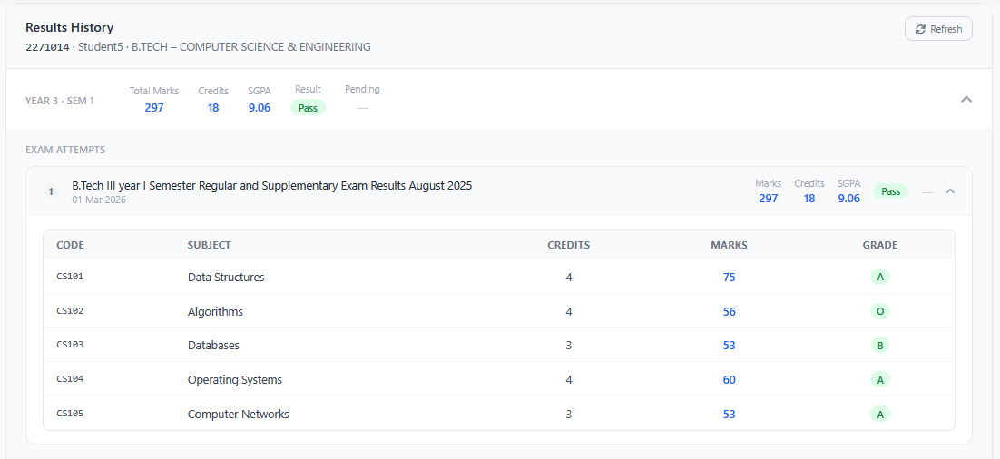 Results History
Refresh
2271014 · Student5 · B.TECH – COMPUTER SCIENCE & ENGINEERING
YEAR 3 · SEM 1
Total Marks Credits SGPA Result Pending
297 18 9.06 Pass —
EXAM ATTEMPTS
1 B.Tech III year I Semester Regular and Supplementary Exam Results August 2025
01 Mar 2026
Marks Credits SGPA
297 18 9.06 Pass —
CODE SUBJECT CREDITS MARKS GRADE
CS101 Data Structures 4 75 A
CS102 Algorithms 4 56 O
CS103 Databases 3 53 B
CS104 Operating Systems 4 60 A
CS105 Computer Networks 3 53 A